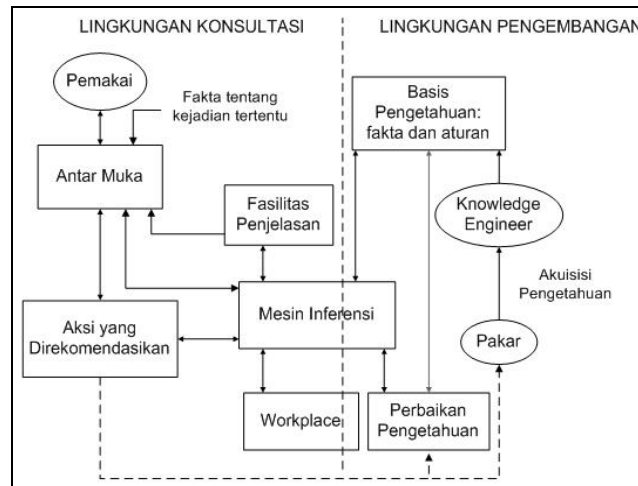 LINGKUNGAN KONSULTASI
LINGKUNGAN PENGEMBANGAN
Pemakai
Fakta tentang
kejadian tertentu
Basis
Pengetahuan:
fakta dan aturan
Antar Muka
Fasilitas
Penjelasan
Knowledge
Engineer
Akuisisi
Pengetahuan
Mesin Inferensi
Aksi yang
Direkomendasikan
Pakar
Workplace
Perbaikan
Pengetahuan